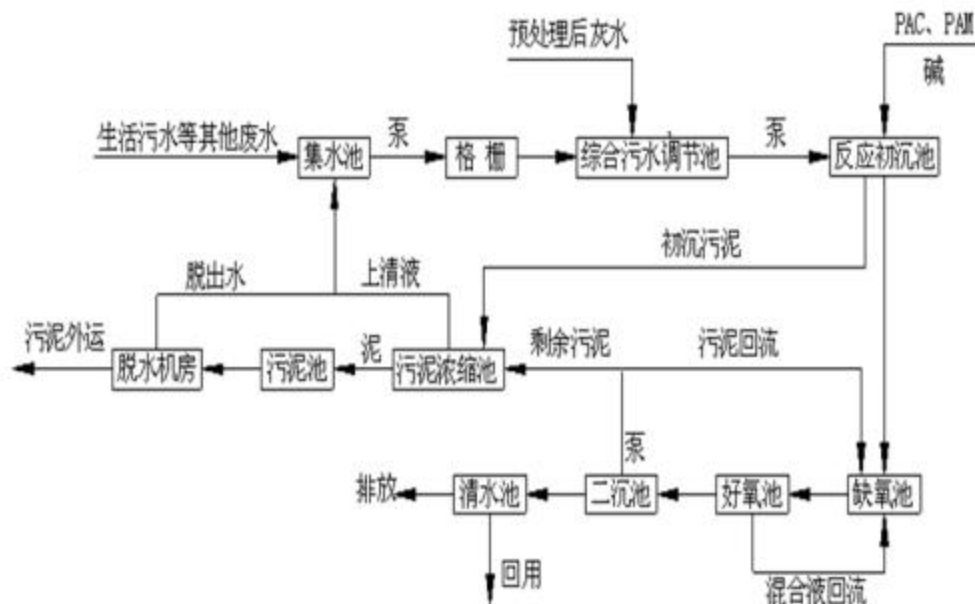 预处理后灰水
PAC、PAM
碱
生活污水等其他废水
泵
泵
集水池
格 栅
综合污水调节池
反应初沉池
初沉污泥
脱出水
上清液
污泥外运
泥
剩余污泥
污泥回流
脱水机房
污泥池
污泥浓缩池
泵
排放
清水池
二沉池
好氧池
缺氧池
回用
混合液回流